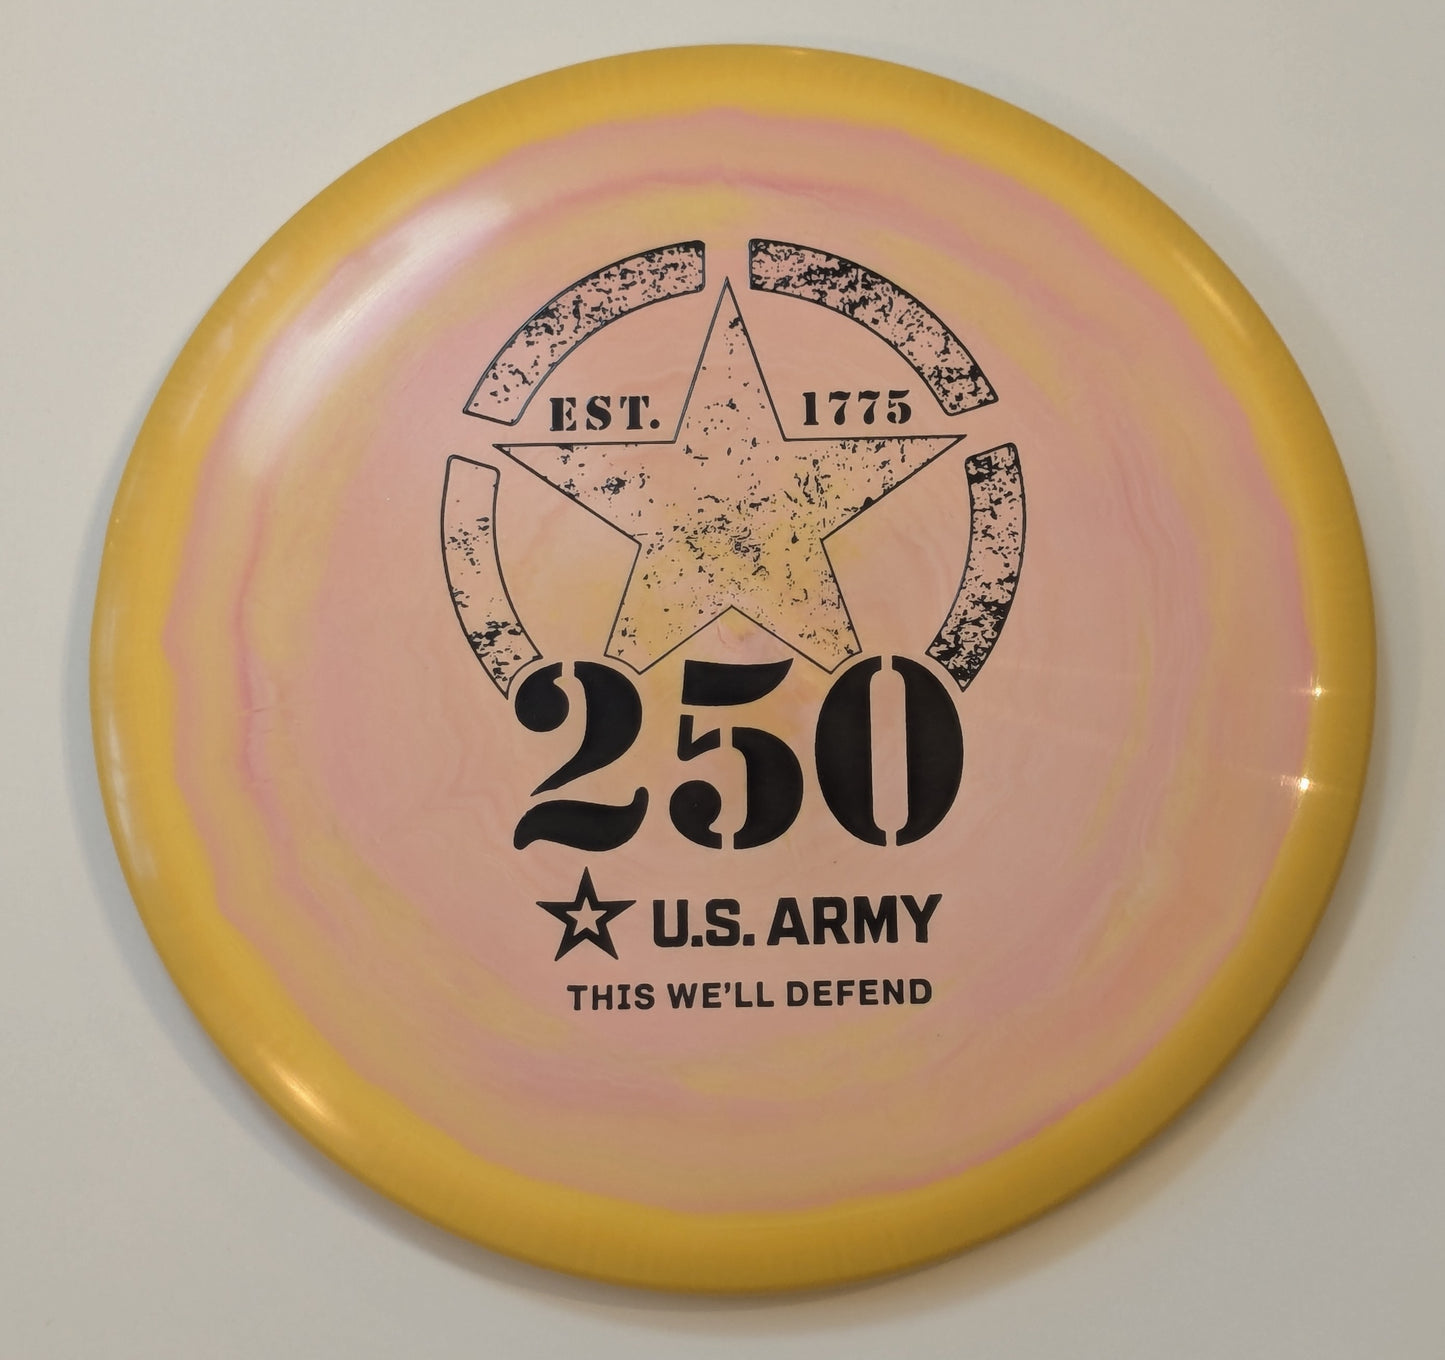 EST. 1775
250
U.S. ARMY
THIS WE'LL DEFEND